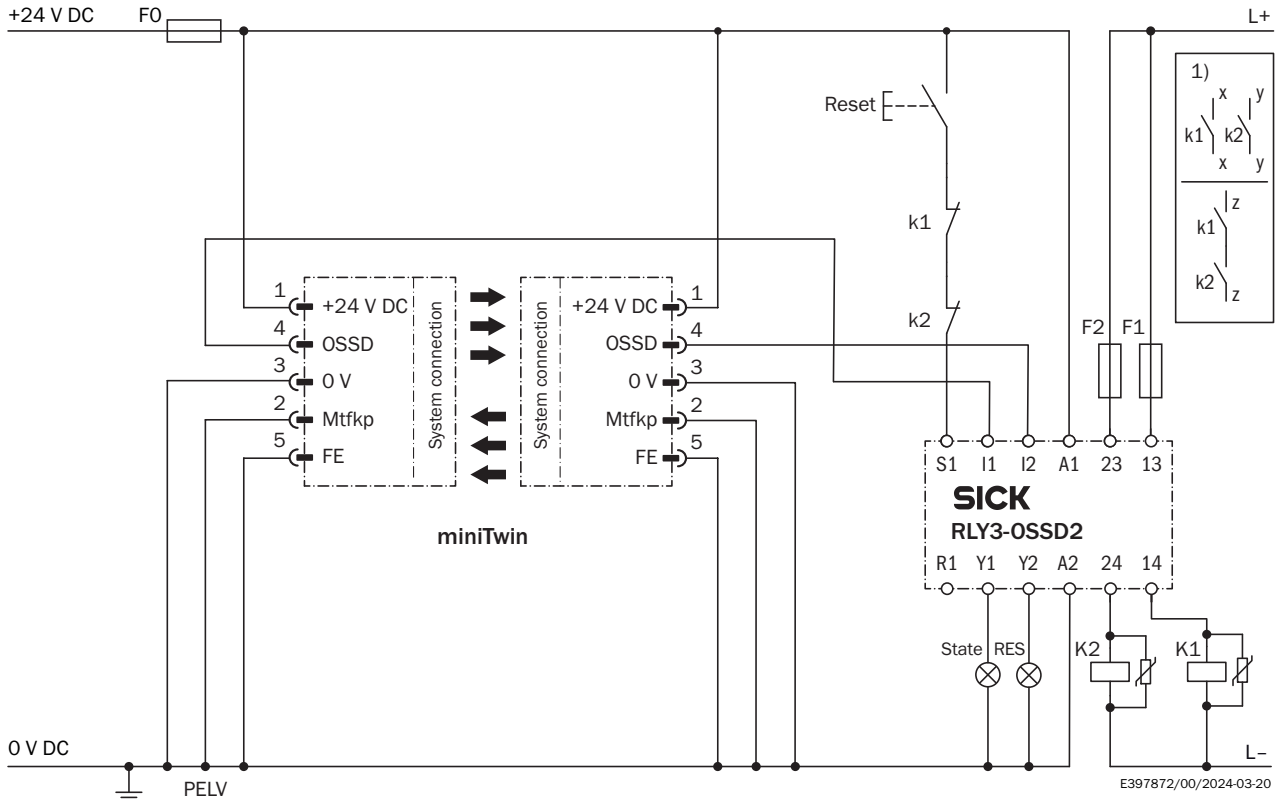 +24 V DC
F0
L+
1)
x
y
k1
k2
x
y
z
k1
k2
z
Reset
k1
k2
F2
F1
1
+24 V DC
4
OSSD
3
0 V
2
Mtfkp
5
FE
System connection
System connection
+24 V DC
1
OSSD
4
0 V
3
Mtfkp
2
FE
5
miniTwin
S1
I1
I2
A1
23
13
SICK
RLY3-OSSD2
R1
Y1
Y2
A2
24
14
State
RES
K2
K1
0 V DC
PELV
L–
E397872/00/2024-03-20